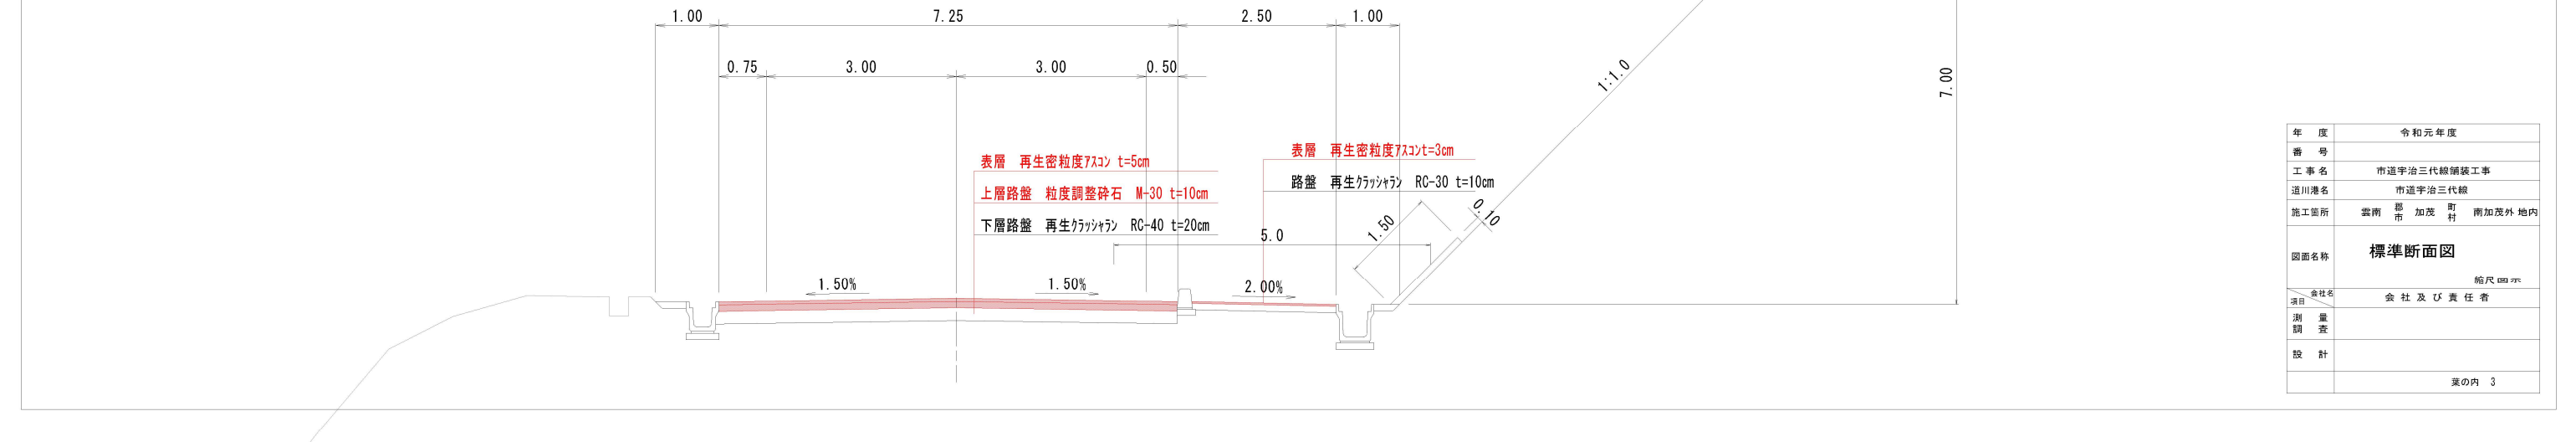 1.00 7.25 2.50 1.00
0.75 3.00 3.00 0.50
1:1.0
7.00
表層 再生密粒度ｱｽｺﾝ t=5cm
上層路盤 粒度調整砕石 M-30 t=10cm
下層路盤 再生ｸﾗｯｼｬﾗﾝ RC-40 t=20cm
表層 再生密粒度ｱｽｺﾝt=3cm
路盤 再生ｸﾗｯｼｬﾗﾝ RC-30 t=10cm
1.50
0.10
5.0
1.50% 1.50% 2.00%
年 度 令和元年度
番 号
工事名 市道宇治三代線舗装工事
道川港名 市道宇治三代線
施工箇所 雲南 郡市 加茂 町村 南加茂外 地内
図面名称 標準断面図
縮尺 図示
会社名
項目
会社及び責任者
測 量
調 査
設 計
葉の内 3